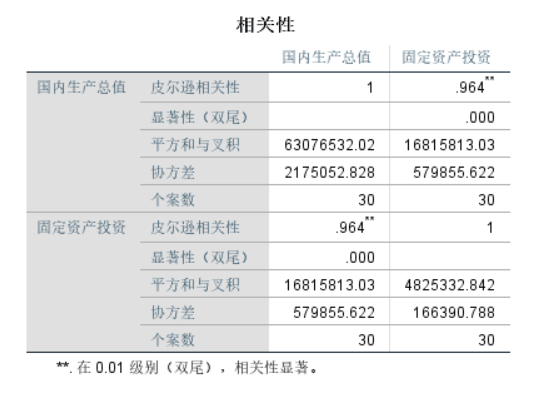 相关性
国内生产总值 固定资产投资
国内生产总值 皮尔逊相关性 1 .964**
显著性（双尾） .000
平方和与叉积 63076532.02 16815813.03
协方差 2175052.828 579855.622
个案数 30 30
固定资产投资 皮尔逊相关性 .964** 1
显著性（双尾） .000
平方和与叉积 16815813.03 4825332.842
协方差 579855.622 166390.788
个案数 30 30
**. 在 0.01 级别（双尾），相关性显著。